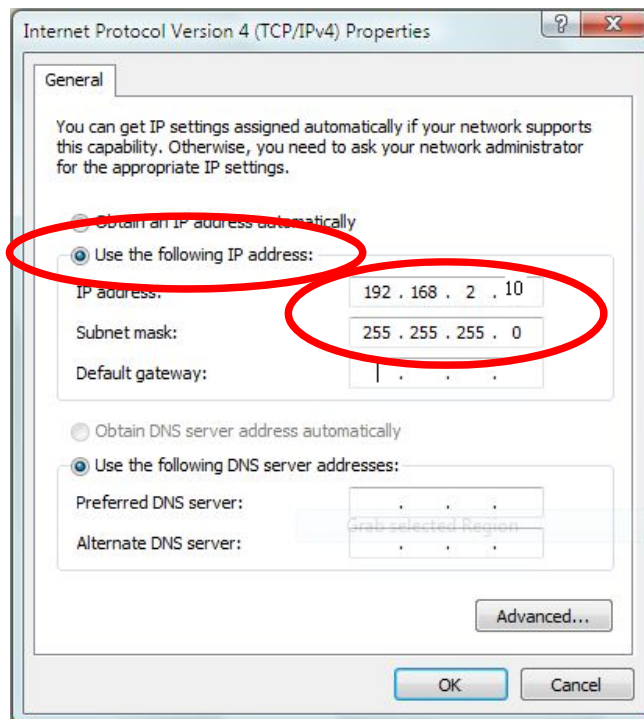 Internet Protocol Version 4 (TCP/IPv4) Properties
General
You can get IP settings assigned automatically if your network supports
this capability. Otherwise, you need to ask your network administrator
for the appropriate IP settings.
Obtain an IP address automatically
Use the following IP address:
IP address: 192 . 168 . 2 . 10
Subnet mask: 255 . 255 . 255 . 0
Default gateway: . . .
Obtain DNS server address automatically
Use the following DNS server addresses:
Preferred DNS server: . . .
Grab selected Region
Alternate DNS server: . . .
Advanced...
OK Cancel